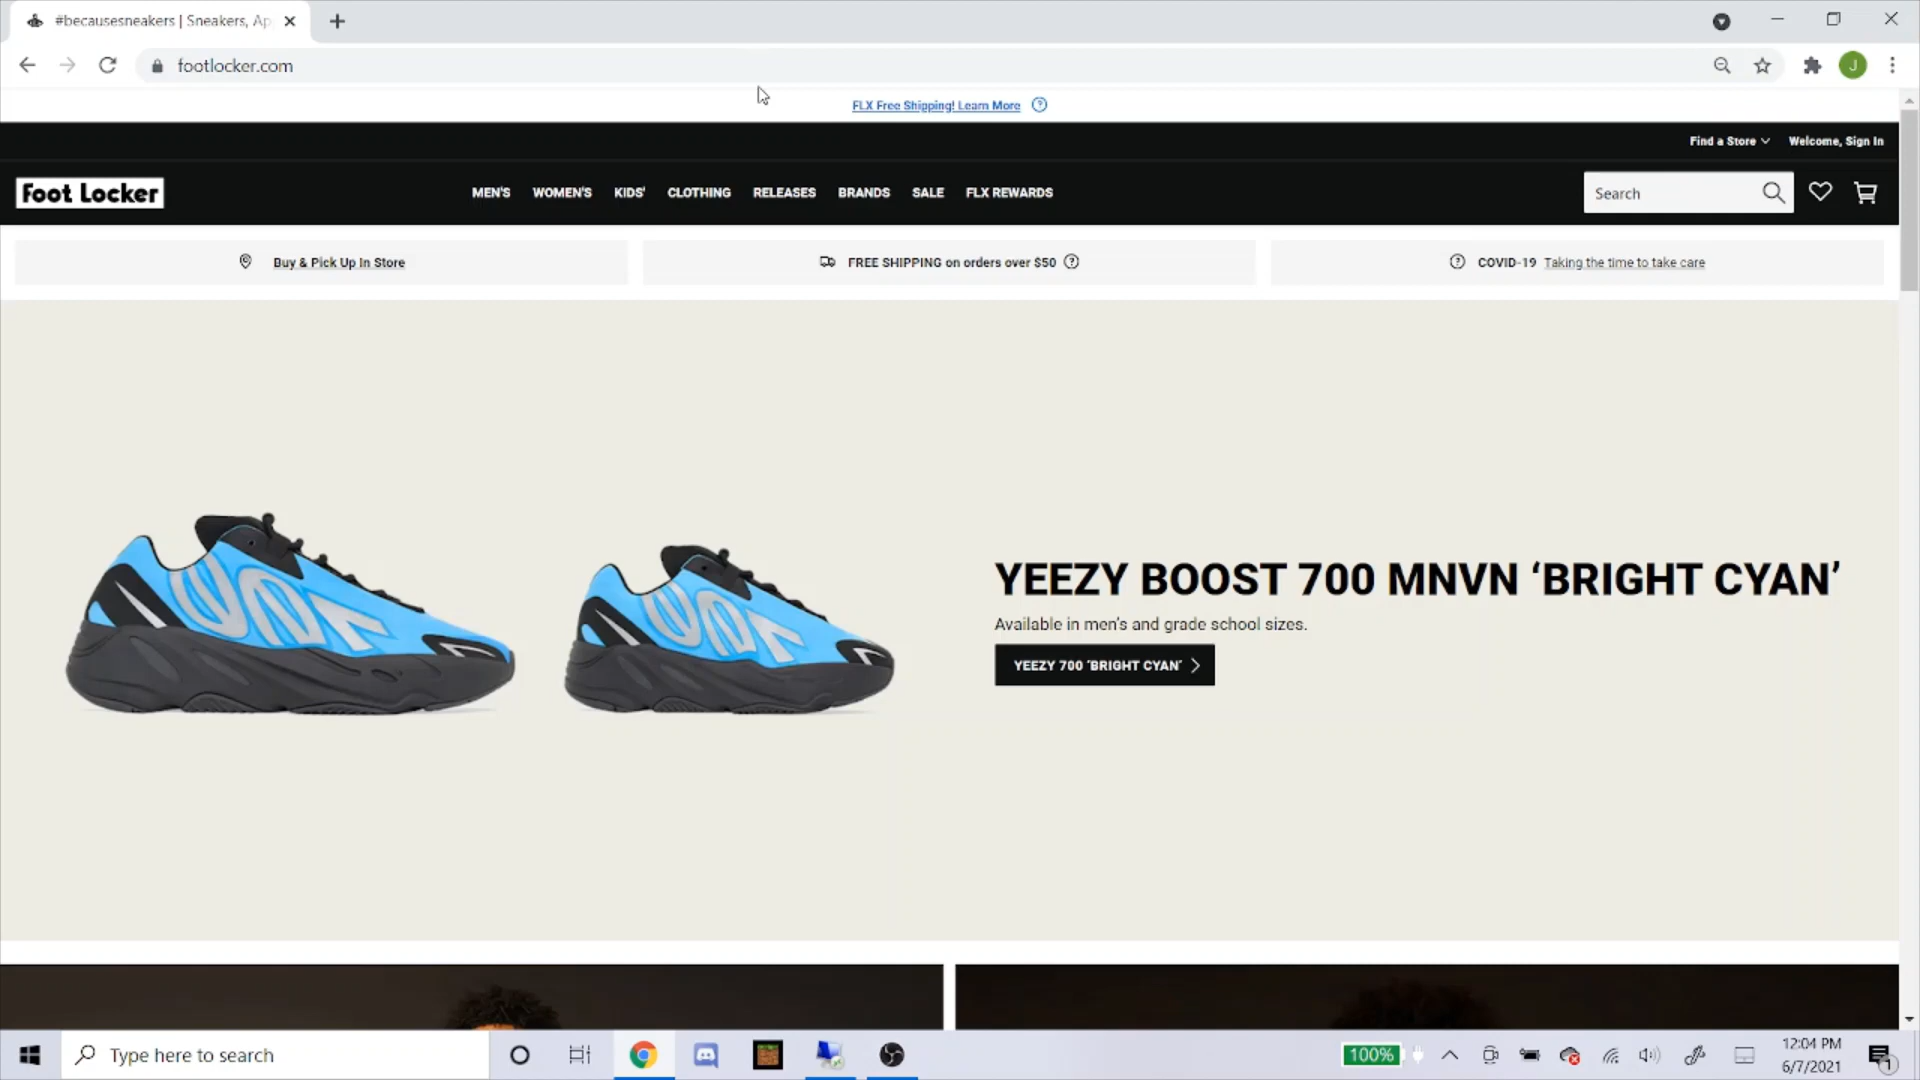 #becausesneakers | Sneakers, Ap
footlocker.com
J
FLX Free Shipping! Learn More
Find a Store
Welcome, Sign In
Foot Locker
MEN'S
WOMEN'S
KIDS'
CLOTHING
RELEASES
BRANDS
SALE
FLX REWARDS
Search
Buy & Pick Up In Store
FREE SHIPPING on orders over $50
COVID-19 Taking the time to take care
YEEZY BOOST 700 MNVN ‘BRIGHT CYAN’
Available in men's and grade school sizes.
YEEZY 700 'BRIGHT CYAN'
Type here to search
100%
12:04 PM
6/7/2021
1